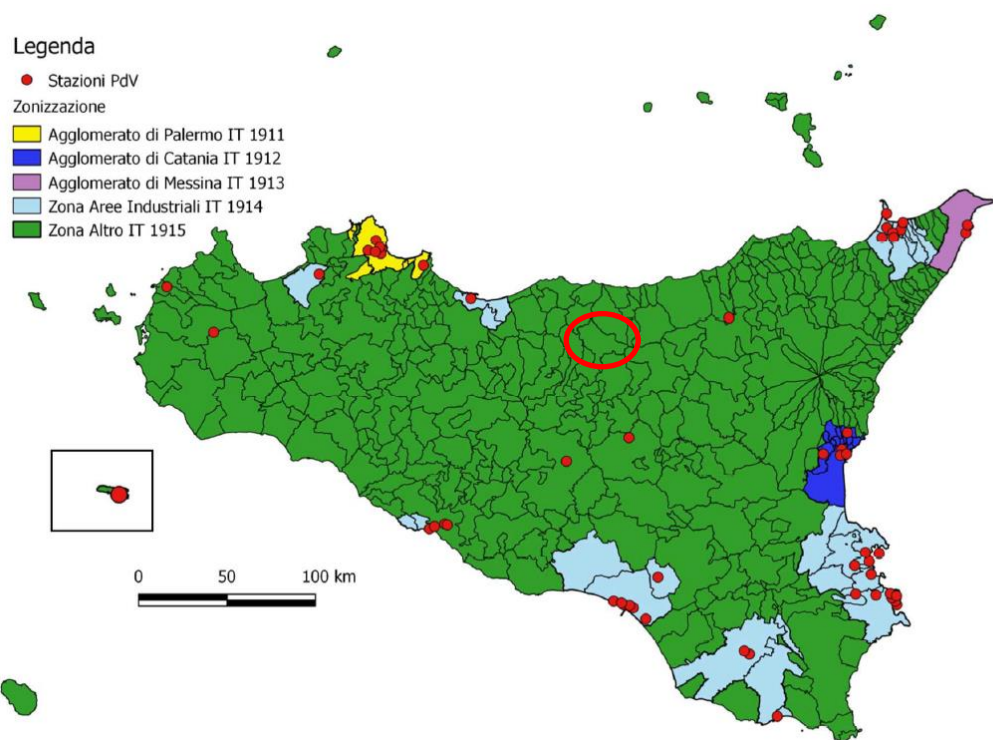 Legenda
Stazioni PdV
Zonizzazione
Agglomerato di Palermo IT 1911
Agglomerato di Catania IT 1912
Agglomerato di Messina IT 1913
Zona Aree Industriali IT 1914
Zona Altro IT 1915
0 50 100 km